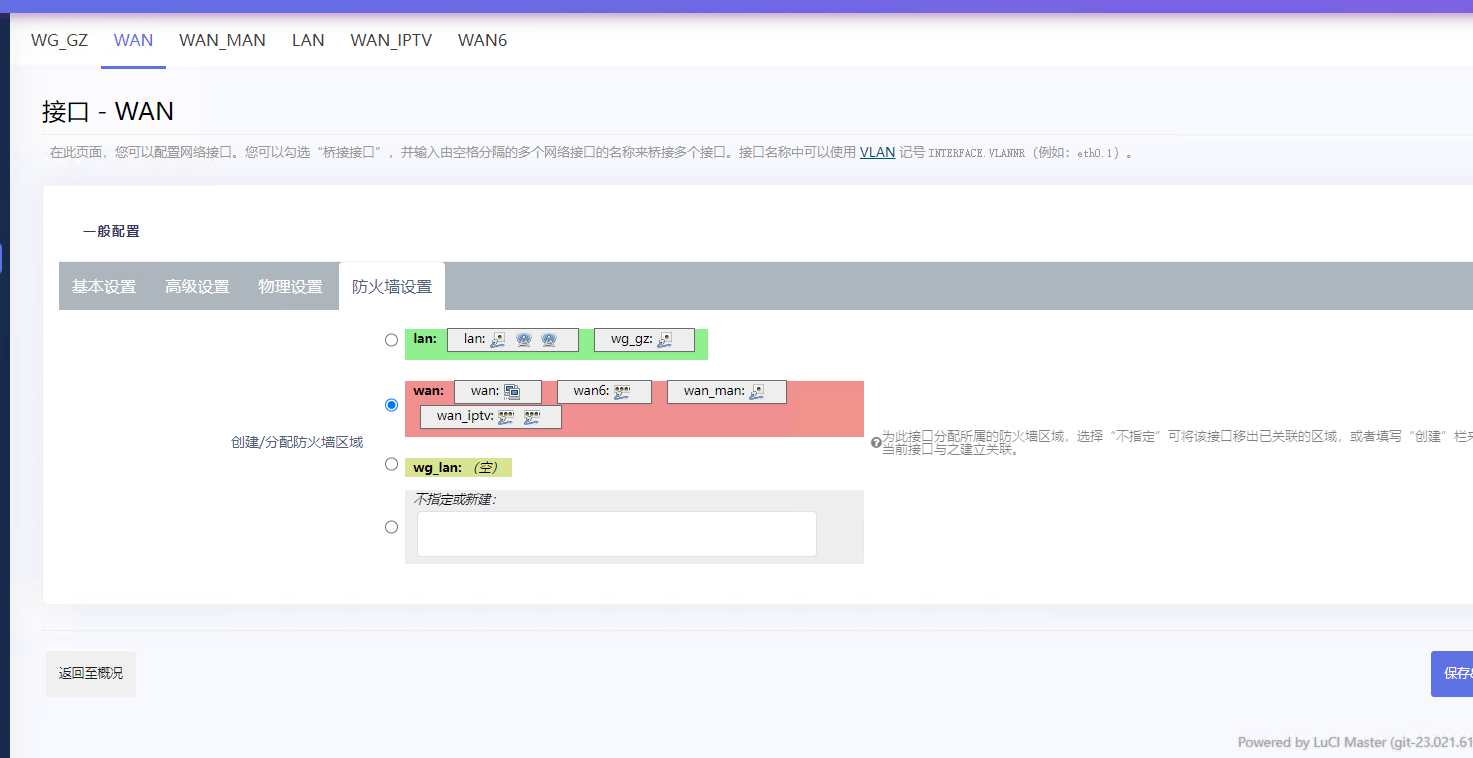 WG_GZ WAN WAN_MAN LAN WAN_IPTV WAN6
接口 - WAN
在此页面，您可以配置网络接口。您可以勾选“桥接接口”，并输入由空格分隔的多个网络接口的名称来桥接多个接口。接口名称中可以使用 VLAN 记号 INTERFACE.VLANNR（例如：eth0.1）。
一般配置
基本设置 高级设置 物理设置 防火墙设置
lan: lan: wg_gz:
wan: wan: wan6: wan_man:
wan_iptv:
创建/分配防火墙区域
为此接口分配所属的防火墙区域，选择“不指定”可将该接口移出已关联的区域，或者填写“创建”栏
当前接口与之建立关联。
wg_lan: （空）
不指定或新建：
返回至概况
保存
Powered by LuCI Master (git-23.021.61